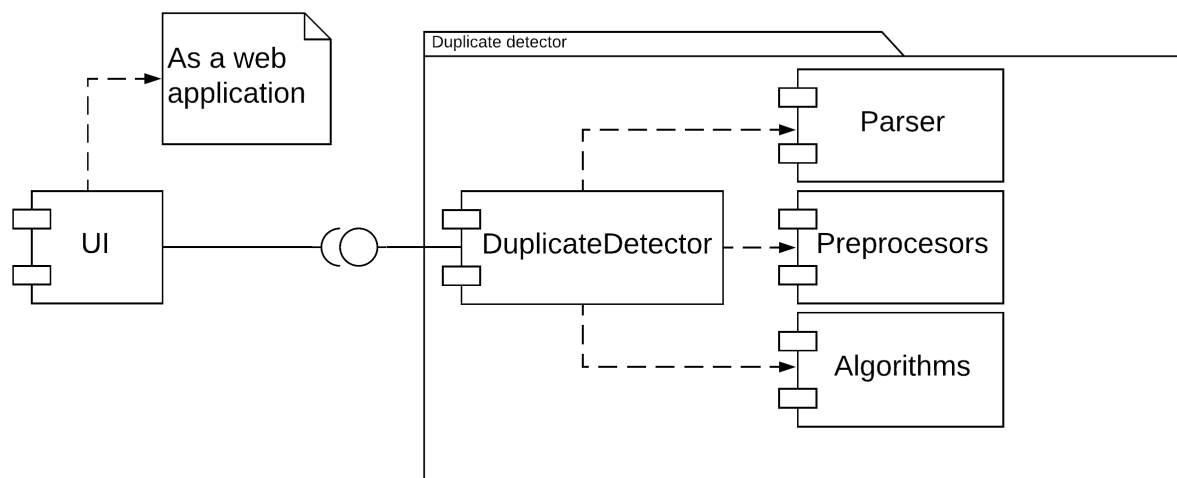 As a web
application
Duplicate detector
Parser
UI
DuplicateDetector
Preprocesors
Algorithms